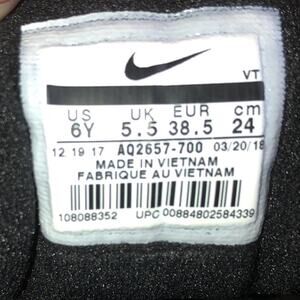 VT
US UK EUR cm
6Y 5.5 38.5 24
12 19 17 AQ2657-700 03/20/18
MADE IN VIETNAM
FABRIQUE AU VIETNAM
108088352 UPC 00884802584339